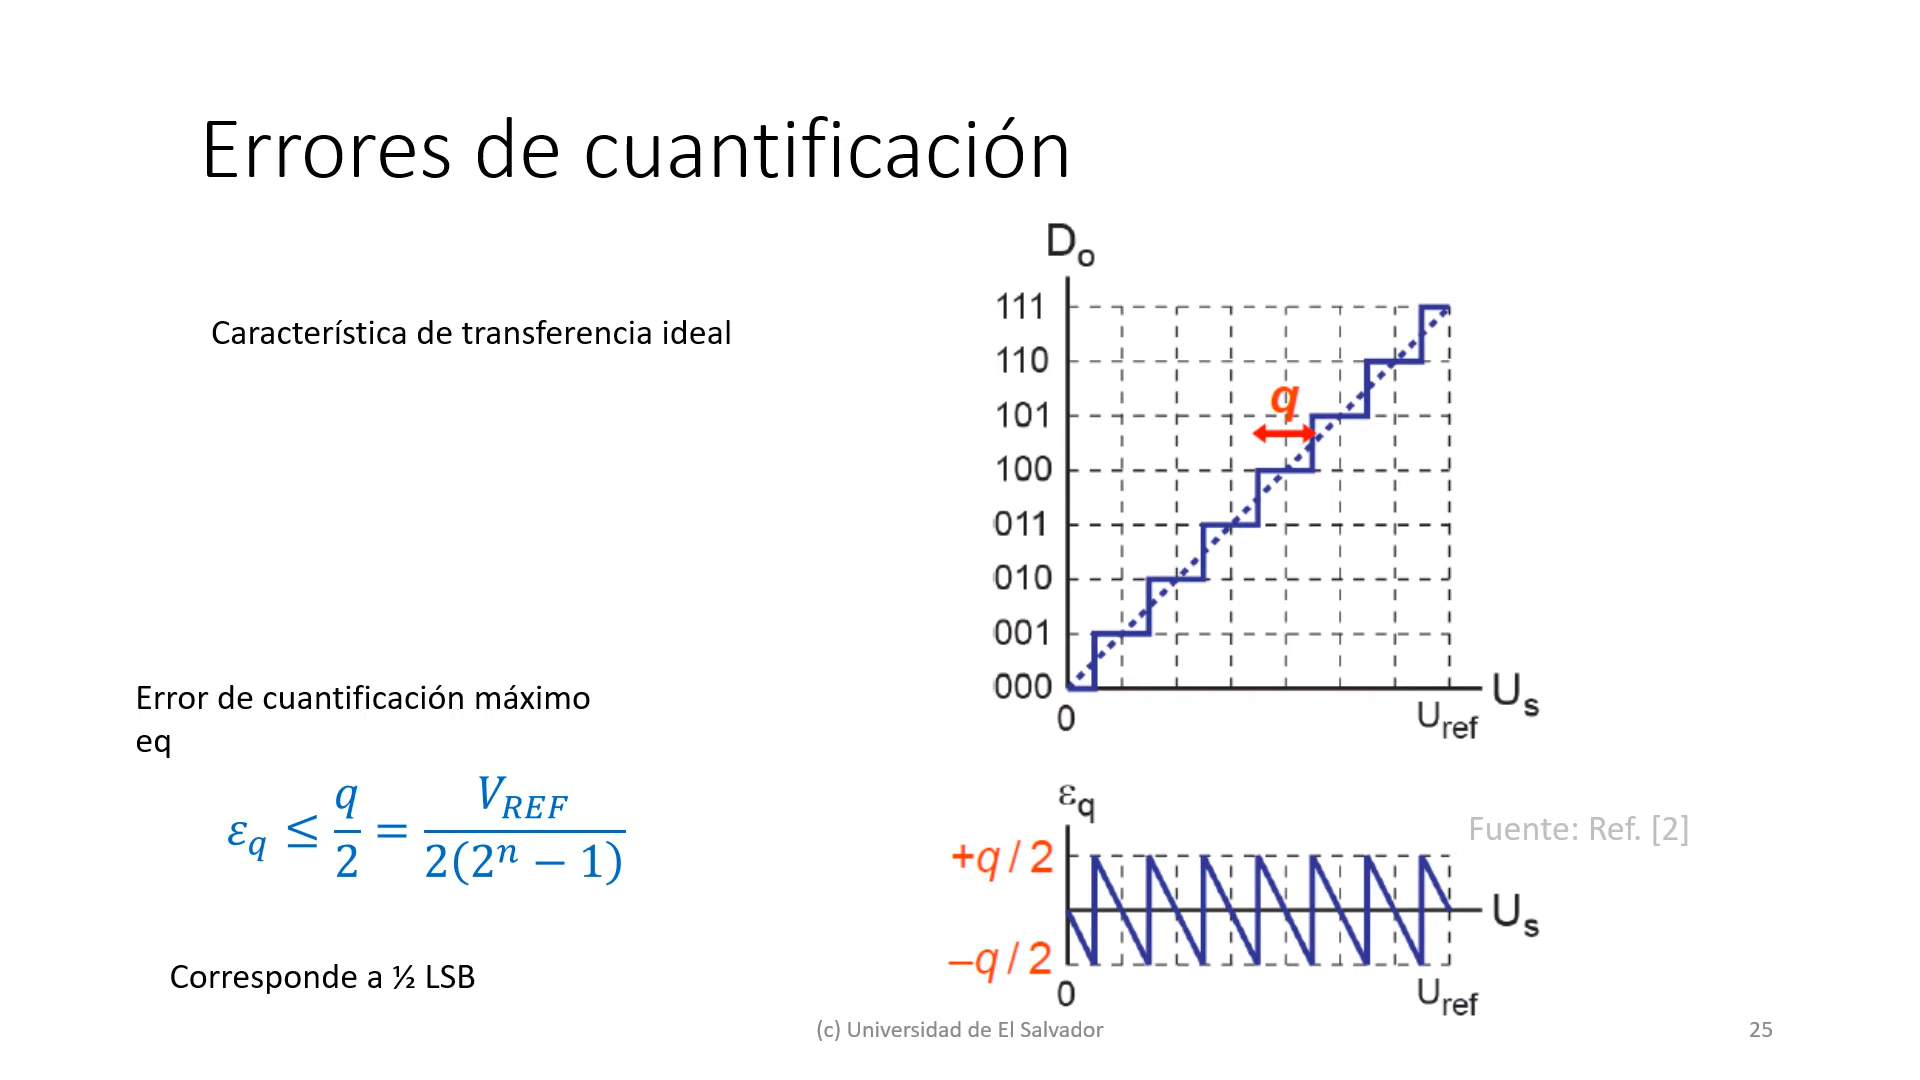 Errores de cuantificación
Característica de transferencia ideal
Error de cuantificación máximo
eq
εq ≤ q/2 = VREF / 2(2ⁿ − 1)
Corresponde a ½ LSB
Do
111
110
101
100
011
010
001
000
q
0
Uref
Us
εq
+q / 2
–q / 2
0
Uref
Us
Fuente: Ref. [2]
(c) Universidad de El Salvador
25